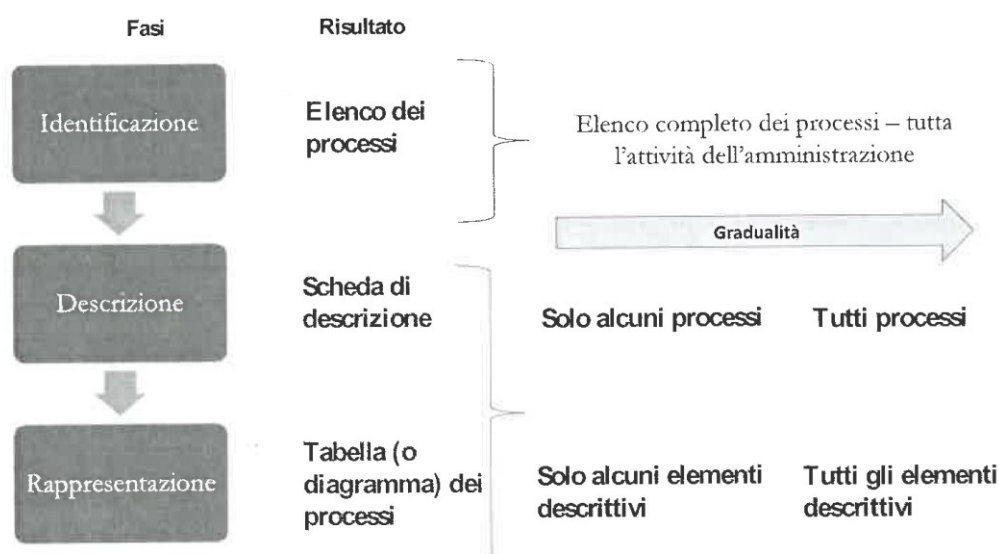 Fasi
Risultato
Identificazione
Elenco dei
processi
Elenco completo dei processi – tutta
l'attività dell'amministrazione
Gradualità
Descrizione
Scheda di
descrizione
Solo alcuni processi
Tutti processi
Rappresentazione
Tabella (o
diagramma) dei
processi
Solo alcuni elementi
descrittivi
Tutti gli elementi
descrittivi